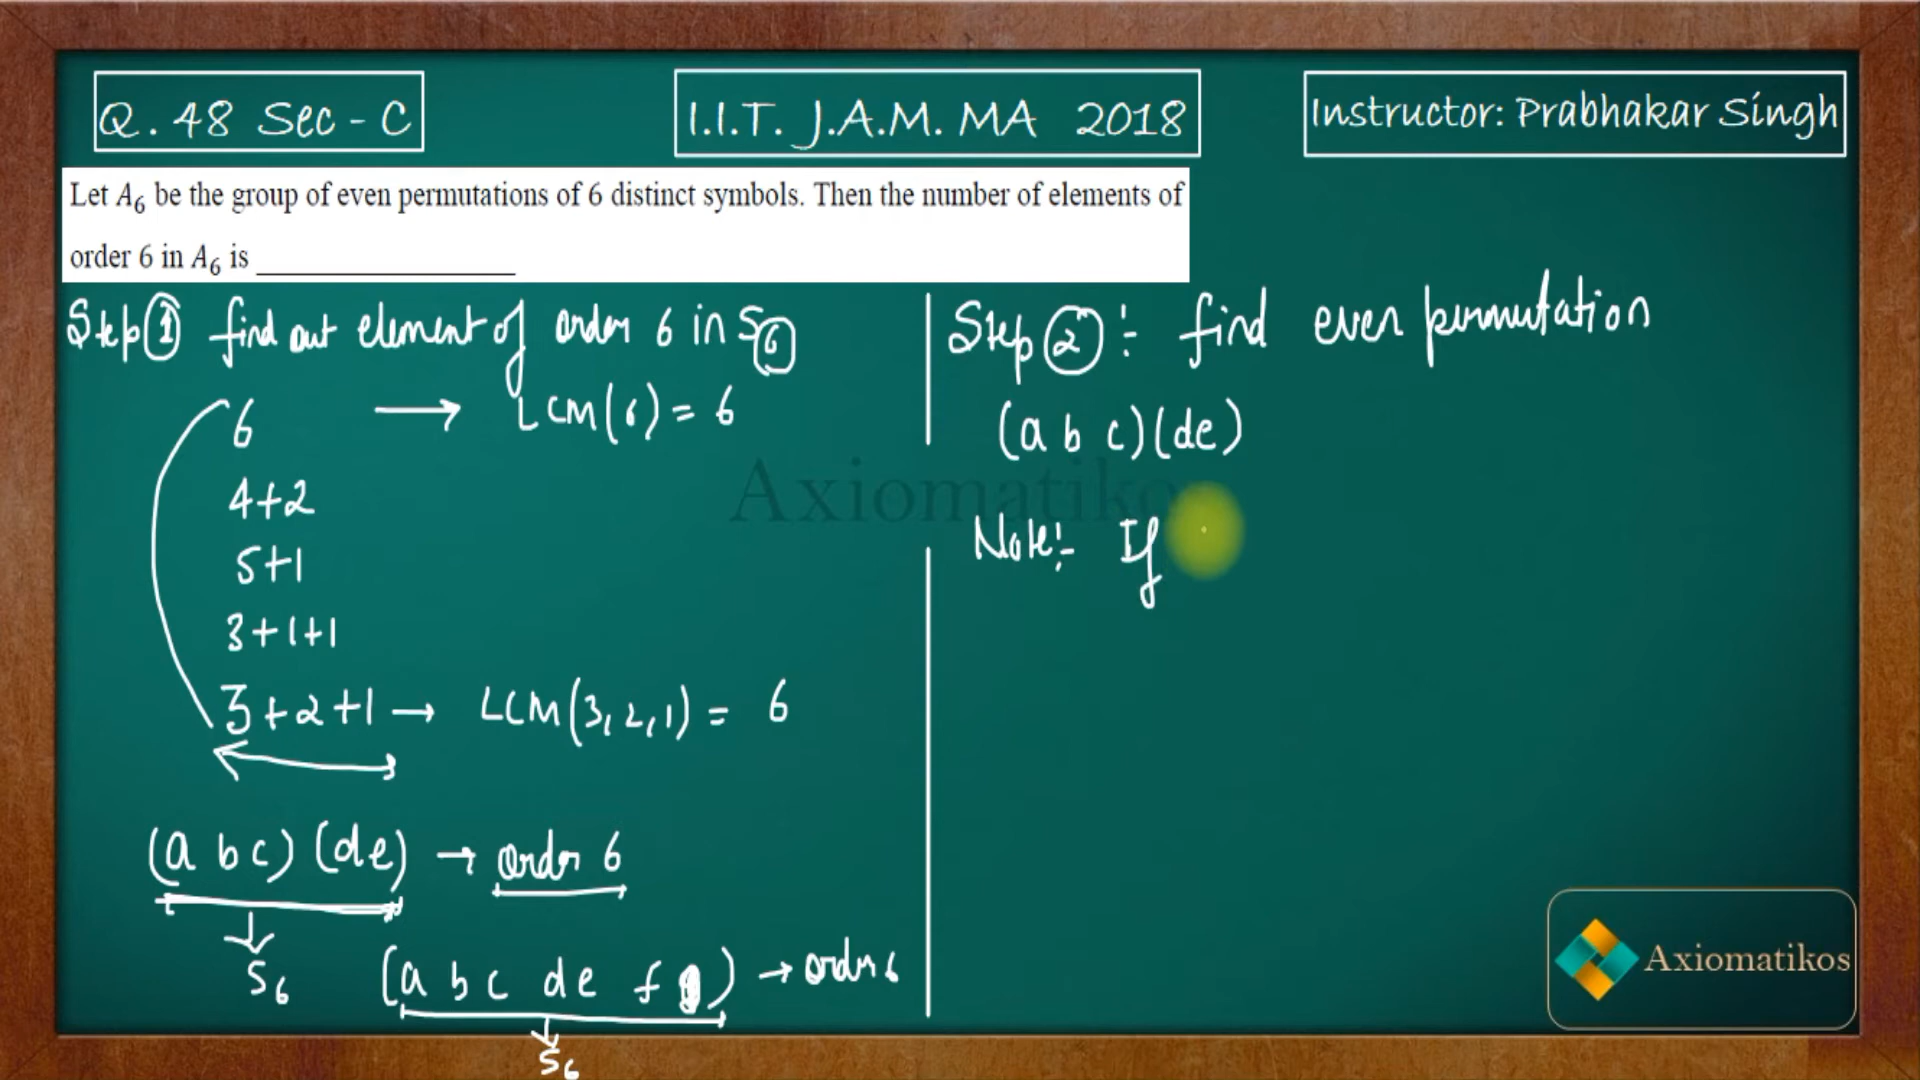 Q. 48 Sec - C
I.I.T. J.A.M. MA 2018
Instructor: Prabhakar Singh
Let A₆ be the group of even permutations of 6 distinct symbols. Then the number of elements of
order 6 in A₆ is ________________
Step ① find out element of order 6 in S⑥
6 → LCM(6) = 6
4+2
5+1
3+1+1
3+2+1 → LCM(3,2,1) = 6
(a b c) (de) → order 6
↓
S₆
(a b c de f) → order 6
↓
S₆
Step ② :- find even permutation
(a b c)(de)
Note:- If
Axiomatikos
Axiomatikos